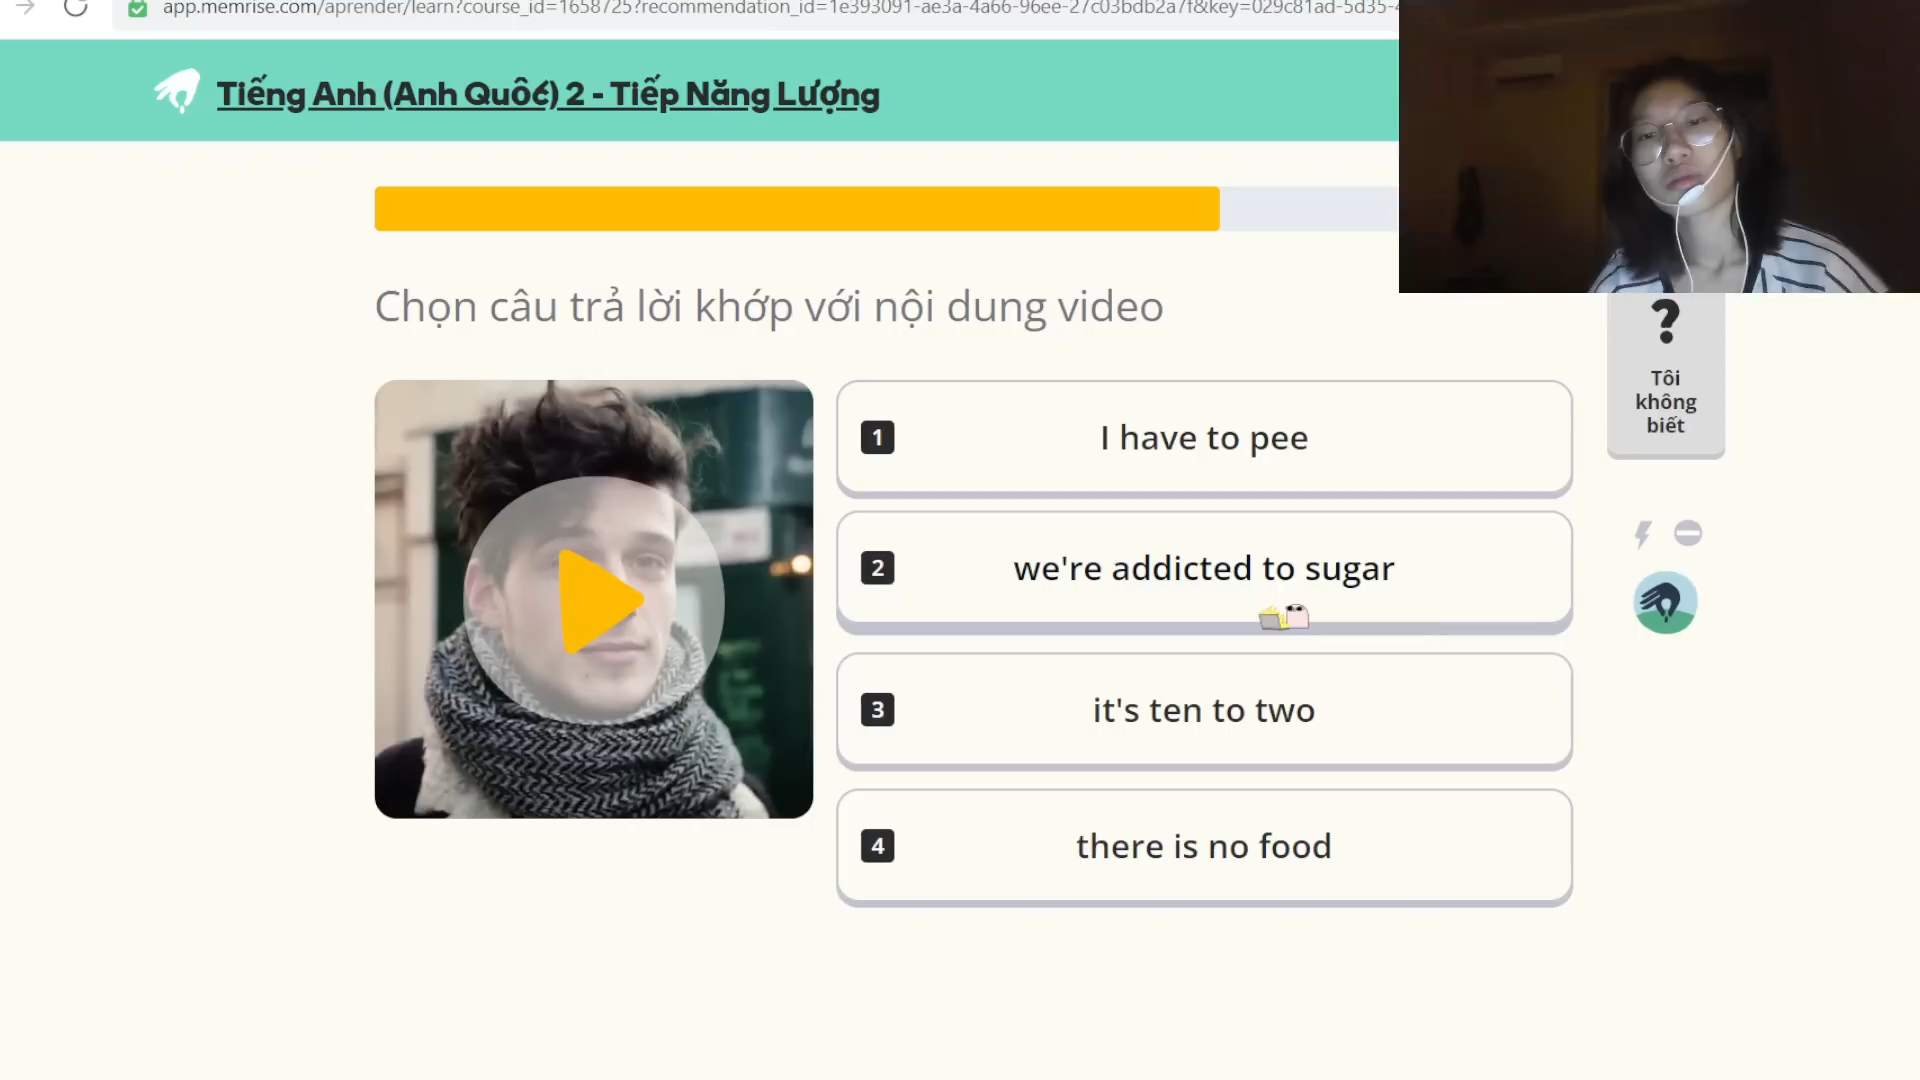 app.memrise.com/aprender/learn?course_id=1658725?recommendation_id=1e393091-ae3a-4a66-96ee-27c03bdb2a7f&key=029c81ad-5d35-4
Tiếng Anh (Anh Quốc) 2 - Tiếp Năng Lượng
Chọn câu trả lời khớp với nội dung video
?
Tôi
không
biết
1 I have to pee
2 we're addicted to sugar
3 it's ten to two
4 there is no food